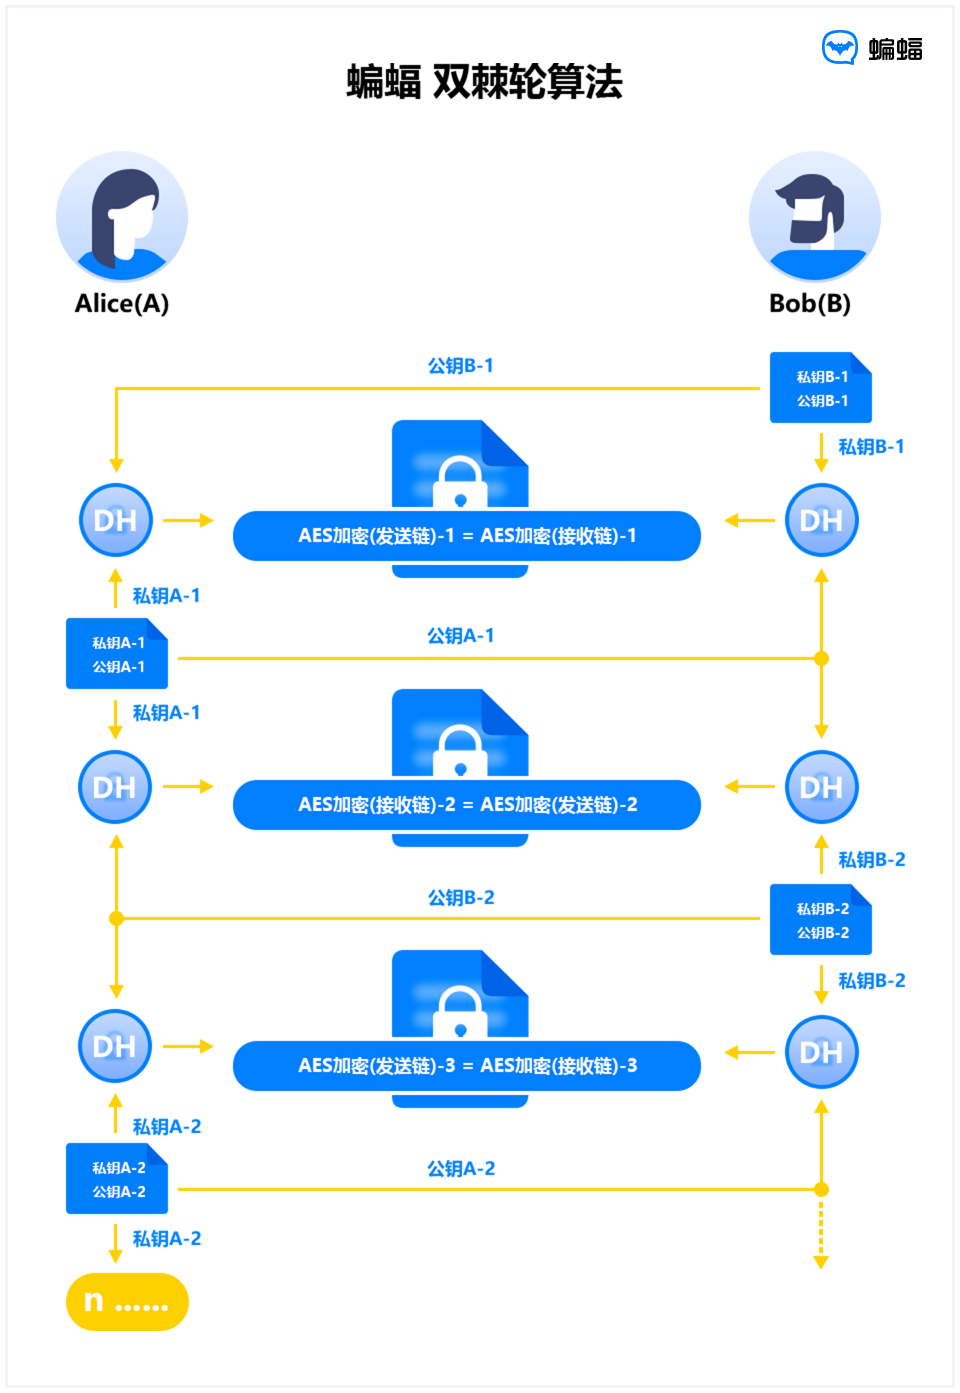 蝙蝠
蝙蝠 双棘轮算法
Alice(A)
Bob(B)
公钥B-1
私钥B-1
公钥B-1
私钥B-1
DH
AES加密(发送链)-1 = AES加密(接收链)-1
DH
私钥A-1
私钥A-1
公钥A-1
公钥A-1
私钥A-1
DH
AES加密(接收链)-2 = AES加密(发送链)-2
DH
私钥B-2
公钥B-2
私钥B-2
公钥B-2
私钥B-2
DH
AES加密(发送链)-3 = AES加密(接收链)-3
DH
私钥A-2
私钥A-2
公钥A-2
公钥A-2
私钥A-2
n ......